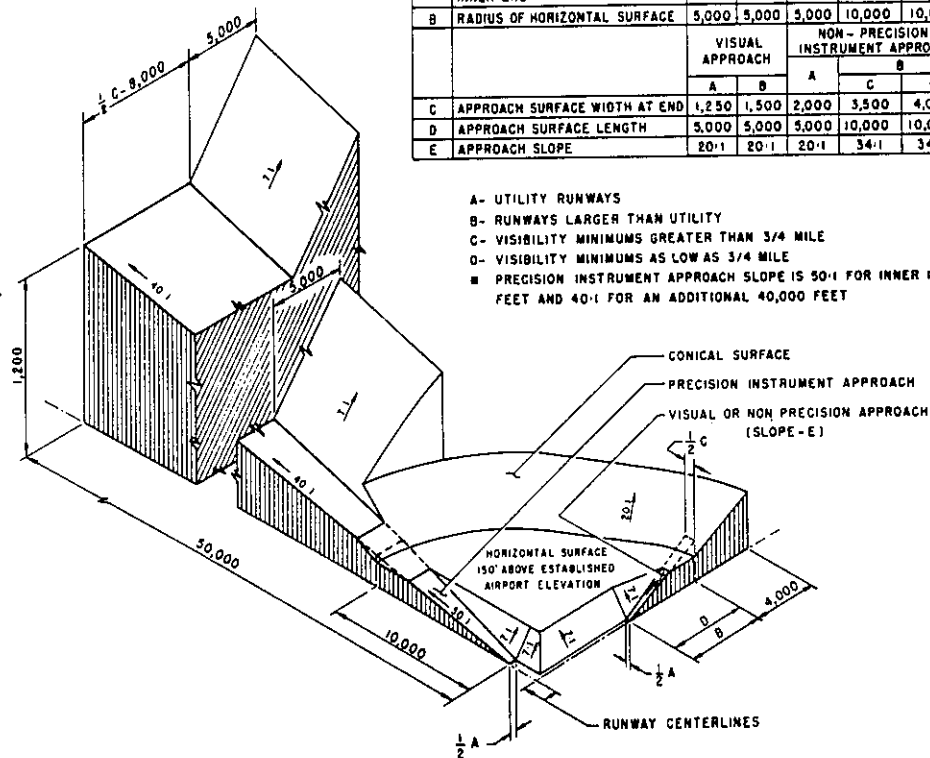 B RADIUS OF HORIZONTAL SURFACE 5,000 5,000 5,000 10,000
VISUAL APPROACH
NON-PRECISION INSTRUMENT
A B A B
C
C APPROACH SURFACE WIDTH AT END 1,250 1,500 2,000 3,500
D APPROACH SURFACE LENGTH 5,000 5,000 5,000 10,000
E APPROACH SLOPE 20:1 20:1 20:1 34:1
A- UTILITY RUNWAYS
B- RUNWAYS LARGER THAN UTILITY
C- VISIBILITY MINIMUMS GREATER THAN 3/4 MILE
D- VISIBILITY MINIMUMS AS LOW AS 3/4 MILE
■ PRECISION INSTRUMENT APPROACH SLOPE IS 50:1 FOR INNER
FEET AND 40:1 FOR AN ADDITIONAL 40,000 FEET
5,000
1/2 C-8,000
7:1
40:1
5,000
1,200
7:1
CONICAL SURFACE
PRECISION INSTRUMENT APPROACH
VISUAL OR NON PRECISION APPROACH
(SLOPE-E)
1/2 C
40:1
20:1
HORIZONTAL SURFACE
150' ABOVE ESTABLISHED
AIRPORT ELEVATION
50,000
50:1
7:1
7:1
7:1
7:1
4,000
D
B
10,000
1/2 A
RUNWAY CENTERLINES
1/2 A